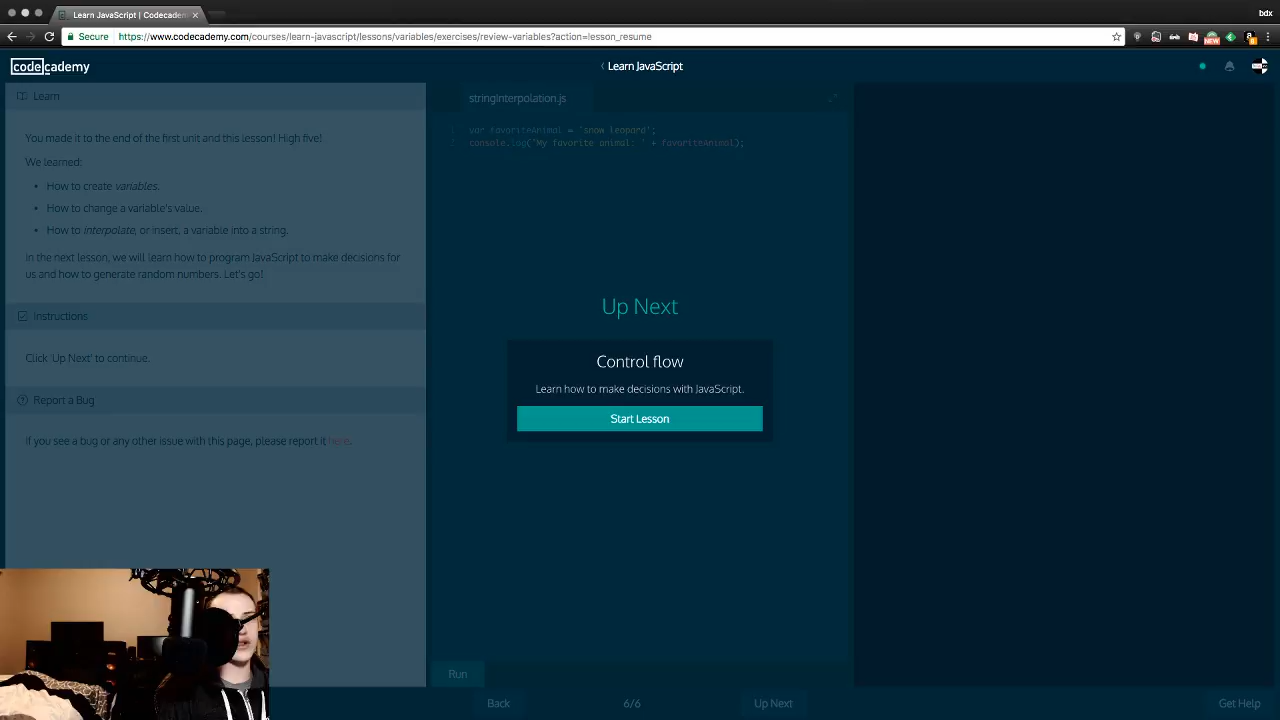 Learn JavaScript | Codecadem
bdx
Secure
https://www.codecademy.com/courses/learn-javascript/lessons/variables/exercises/review-variables?action=lesson_resume
NEW
codecademy
Learn JavaScript
Learn
stringInterpolation.js
You made it to the end of the first unit and this lesson! High five!
We learned:
How to create variables.
How to change a variable's value.
How to interpolate, or insert, a variable into a string.
In the next lesson, we will learn how to program JavaScript to make decisions for
us and how to generate random numbers. Let's go!
Instructions
Click 'Up Next' to continue.
Report a Bug
If you see a bug or any other issue with this page, please report it here.
1 var favoriteAnimal = 'snow leopard';
2 console.log('My favorite animal: ' + favoriteAnimal);
Up Next
Control flow
Learn how to make decisions with JavaScript.
Start Lesson
Run
Back
6/6
Up Next
Get Help